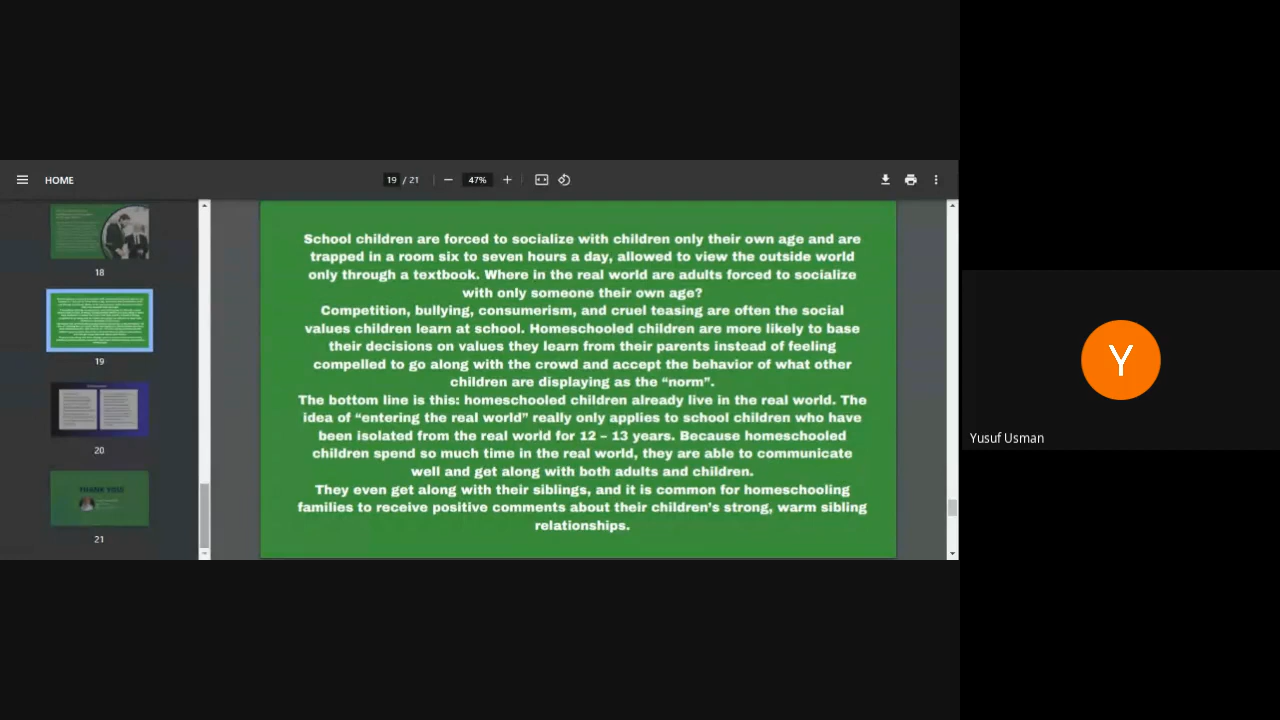 HOME
19 / 21
47%
18
19
20
THANK YOU!
21
School children are forced to socialize with children only their own age and are
trapped in a room six to seven hours a day, allowed to view the outside world
only through a textbook. Where in the real world are adults forced to socialize
with only someone their own age?
Competition, bullying, consumerism, and cruel teasing are often the social
values children learn at school. Homeschooled children are more likely to base
their decisions on values they learn from their parents instead of feeling
compelled to go along with the crowd and accept the behavior of what other
children are displaying as the “norm”.
The bottom line is this: homeschooled children already live in the real world. The
idea of “entering the real world” really only applies to school children who have
been isolated from the real world for 12 – 13 years. Because homeschooled
children spend so much time in the real world, they are able to communicate
well and get along with both adults and children.
They even get along with their siblings, and it is common for homeschooling
families to receive positive comments about their children’s strong, warm sibling
relationships.
Y
Yusuf Usman